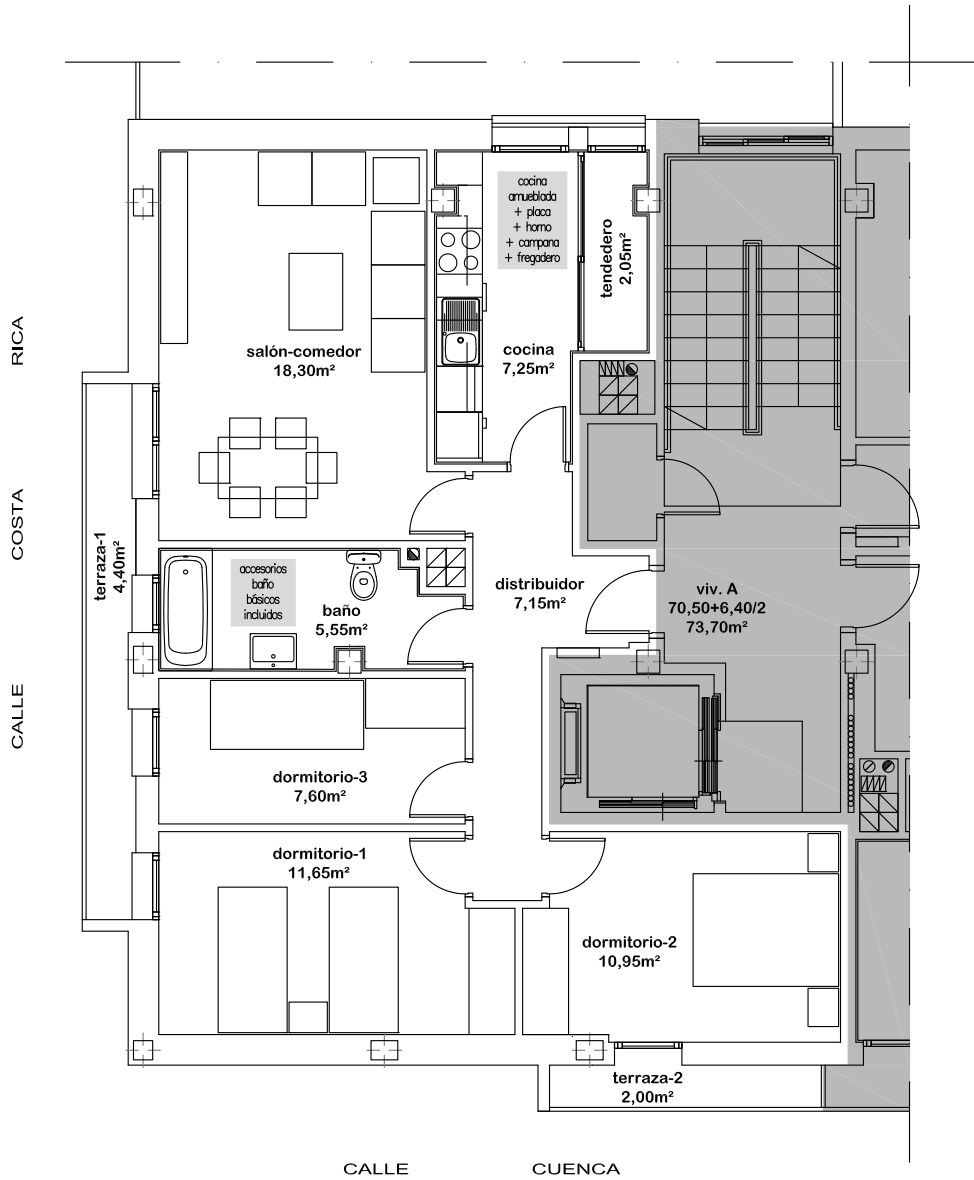 cocina
amueblada
+ placa
+ horno
+ campana
+ fregadero
tendedero
2,05m²
salón-comedor
18,30m²
cocina
7,25m²
terraza-1
4,40m²
accesorios
baño
básicos
incluidos
baño
5,55m²
distribuidor
7,15m²
viv. A
70,50+6,40/2
73,70m²
dormitorio-3
7,60m²
dormitorio-1
11,65m²
dormitorio-2
10,95m²
terraza-2
2,00m²
CALLE COSTA RICA
CALLE CUENCA